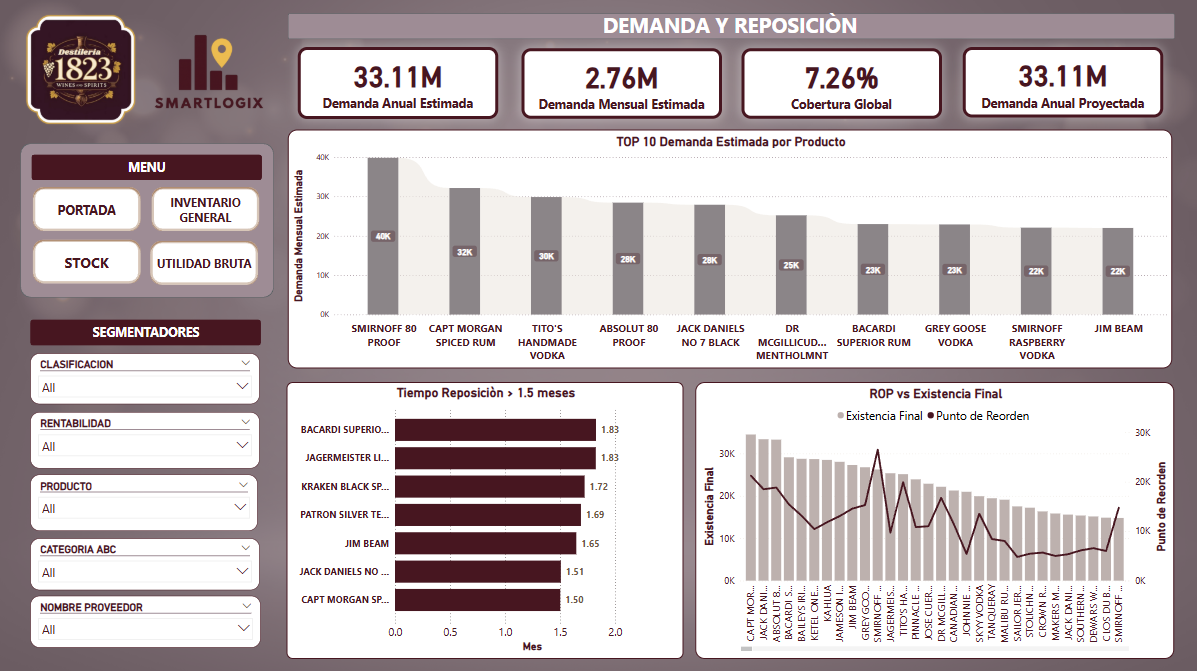 Destilería
1823
WINES AND SPIRITS
SMARTLOGIX
DEMANDA Y REPOSICIÒN
33.11M
Demanda Anual Estimada
2.76M
Demanda Mensual Estimada
7.26%
Cobertura Global
33.11M
Demanda Anual Proyectada
MENU
PORTADA
INVENTARIO
GENERAL
STOCK
UTILIDAD BRUTA
SEGMENTADORES
CLASIFICACION
All
RENTABILIDAD
All
PRODUCTO
All
CATEGORIA ABC
All
NOMBRE PROVEEDOR
All
TOP 10 Demanda Estimada por Producto
Demanda Mensual Estimada
40K
30K
20K
10K
0K
40K
32K
30K
28K
28K
25K
23K
23K
22K
22K
SMIRNOFF 80
PROOF
CAPT MORGAN
SPICED RUM
TITO'S
HANDMADE
VODKA
ABSOLUT 80
PROOF
JACK DANIELS
NO 7 BLACK
DR
MCGILLICUD...
MENTHOLMNT
BACARDI
SUPERIOR RUM
GREY GOOSE
VODKA
SMIRNOFF
RASPBERRY
VODKA
JIM BEAM
Tiempo Reposiciòn > 1.5 meses
BACARDI SUPERIO... 1.83
JAGERMEISTER LI... 1.83
KRAKEN BLACK SP... 1.72
PATRON SILVER TE... 1.69
JIM BEAM 1.65
JACK DANIELS NO ... 1.51
CAPT MORGAN SP... 1.50
0.0 0.5 1.0 1.5 2.0
Mes
ROP vs Existencia Final
Existencia Final Punto de Reorden
Existencia Final
30K
20K
10K
0K
30K
20K
10K
0K
Punto de Reorden
CAPT MOR...
JACK DANI...
ABSOLUT 8...
BACARDI S...
BAILEYS IRI...
KETEL ON E...
KAHLUA
JAMESON I...
JIM BEAM
GREY GOO...
SMIRNOFF ...
JAGERMEIS...
TITO'S HA...
PINNACLE ...
JOSE CUER...
DR MCGILL...
CANADIAN...
JOHNNIE ...
SKYY VODKA
TANQUERAY
MALIBU RU...
SAILOR JER...
STOLICHN...
CROWN R...
MAKERS M...
JACK DANI...
SOUTHERN...
DEWARS W...
CLOS DU B...
SMIRNOFF ...